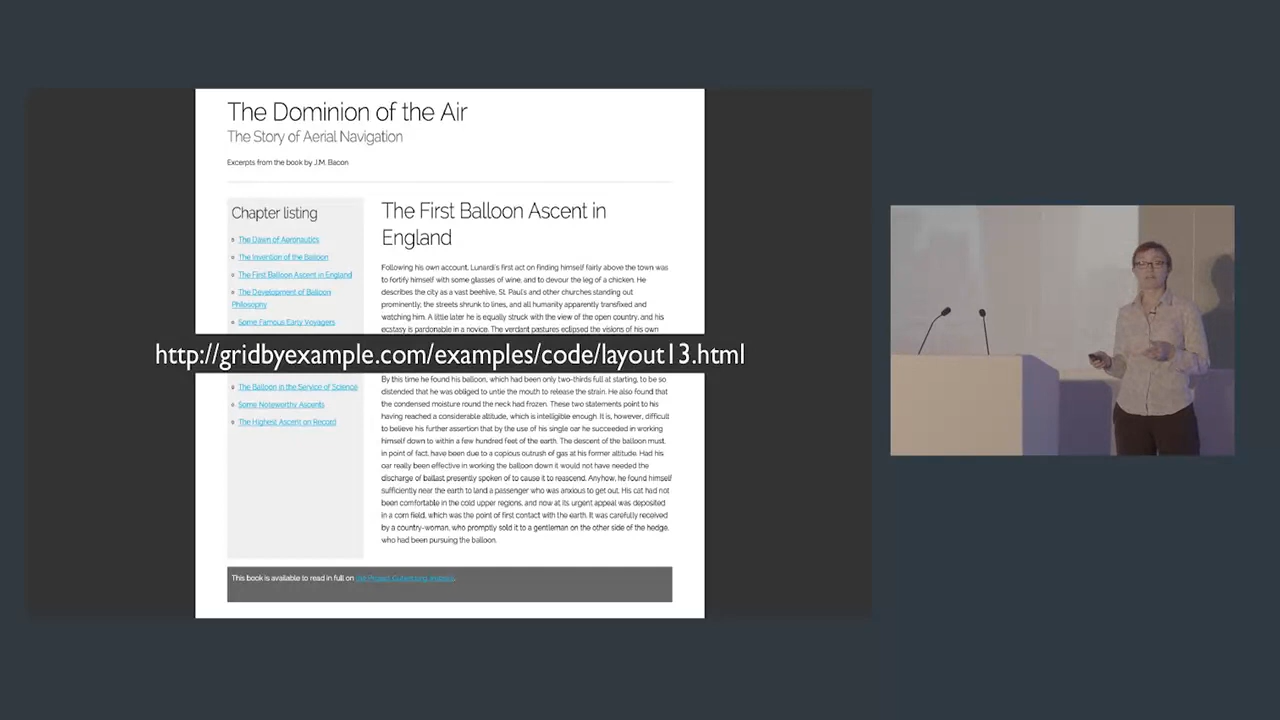 The Dominion of the Air
The Story of Aerial Navigation
Excerpts from the book by J.M. Bacon
Chapter listing
The Dawn of Aeronautics
The Invention of the Balloon
The First Balloon Ascent in England
The Development of Balloon
Philosophy
Some Famous Early Voyagers
The First Balloon Ascent in
England
Following his own account, Lunardi's first act on finding himself fairly above the town was
to fortify himself with some glasses of wine, and to devour the leg of a chicken. He
describes the city as a vast beehive, St. Paul's and other churches standing out
prominently; the streets shrunk to lines, and all humanity apparently transfixed and
watching him. A little later he is equally struck with the view of the open country, and his
ecstasy is pardonable in a novice. The verdant pastures eclipsed the visions of his own
http://gridbyexample.com/examples/code/layout13.html
The Balloon in the Service of Science
Some Noteworthy Ascents
The Highest Ascent on Record
By this time he found his balloon, which had been only two-thirds full at starting, to be so
distended that he was obliged to untie the mouth to release the strain. He also found that
the condensed moisture round the neck had frozen. These two statements point to his
having reached a considerable altitude, which is intelligible enough. It is, however, difficult
to believe his further assertion that by the use of his single oar he succeeded in working
himself down to within a few hundred feet of the earth. The descent of the balloon must,
in point of fact, have been due to a copious outrush of gas at his former altitude. Had his
oar really been effective in working the balloon down it would not have needed the
discharge of ballast presently spoken of to cause it to reascend. Anyhow, he found himself
sufficiently near the earth to land a passenger who was anxious to get out. His cat had not
been comfortable in the cold upper regions, and now at its urgent appeal was deposited
in a corn field, which was the point of first contact with the earth. It was carefully received
by a country-woman, who promptly sold it to a gentleman on the other side of the hedge,
who had been pursuing the balloon.
This book is available to read in full on